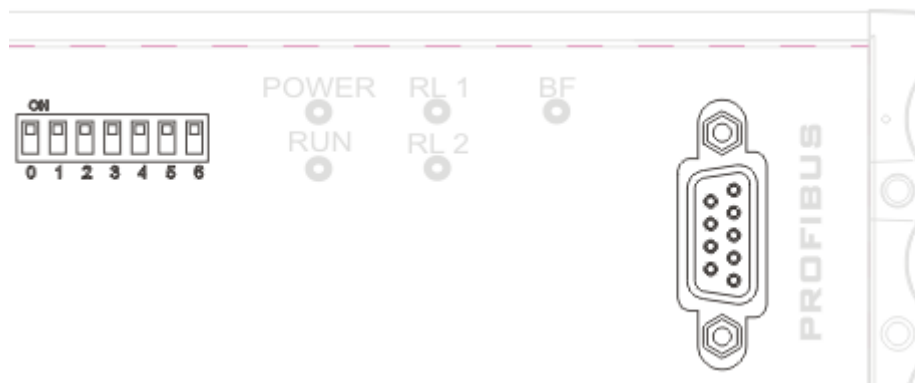 ON
0 1 2 3 4 5 6
POWER RL 1 BF
RUN RL 2
PROFIBUS